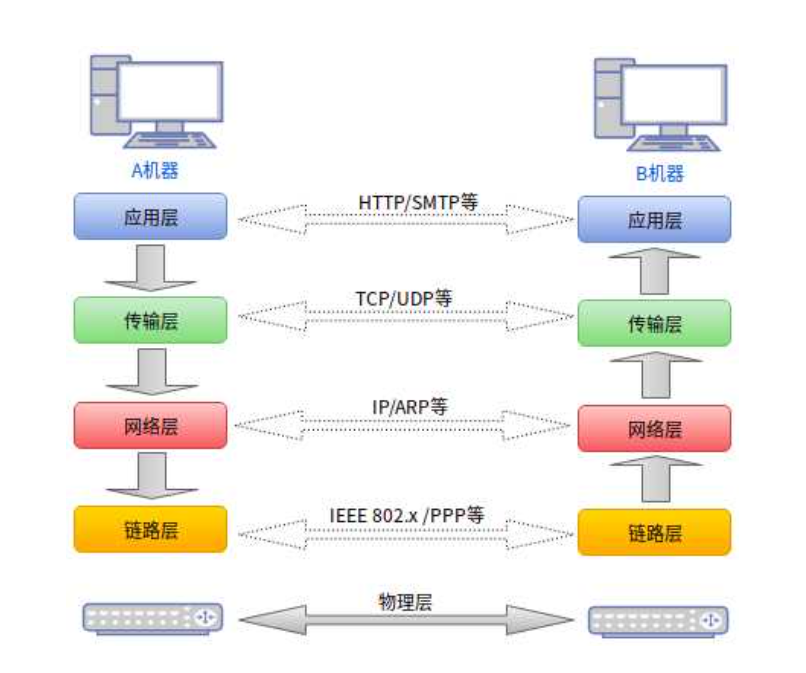 A机器
B机器
应用层
HTTP/SMTP等
应用层
传输层
TCP/UDP等
传输层
网络层
IP/ARP等
网络层
链路层
IEEE 802.x /PPP等
链路层
物理层